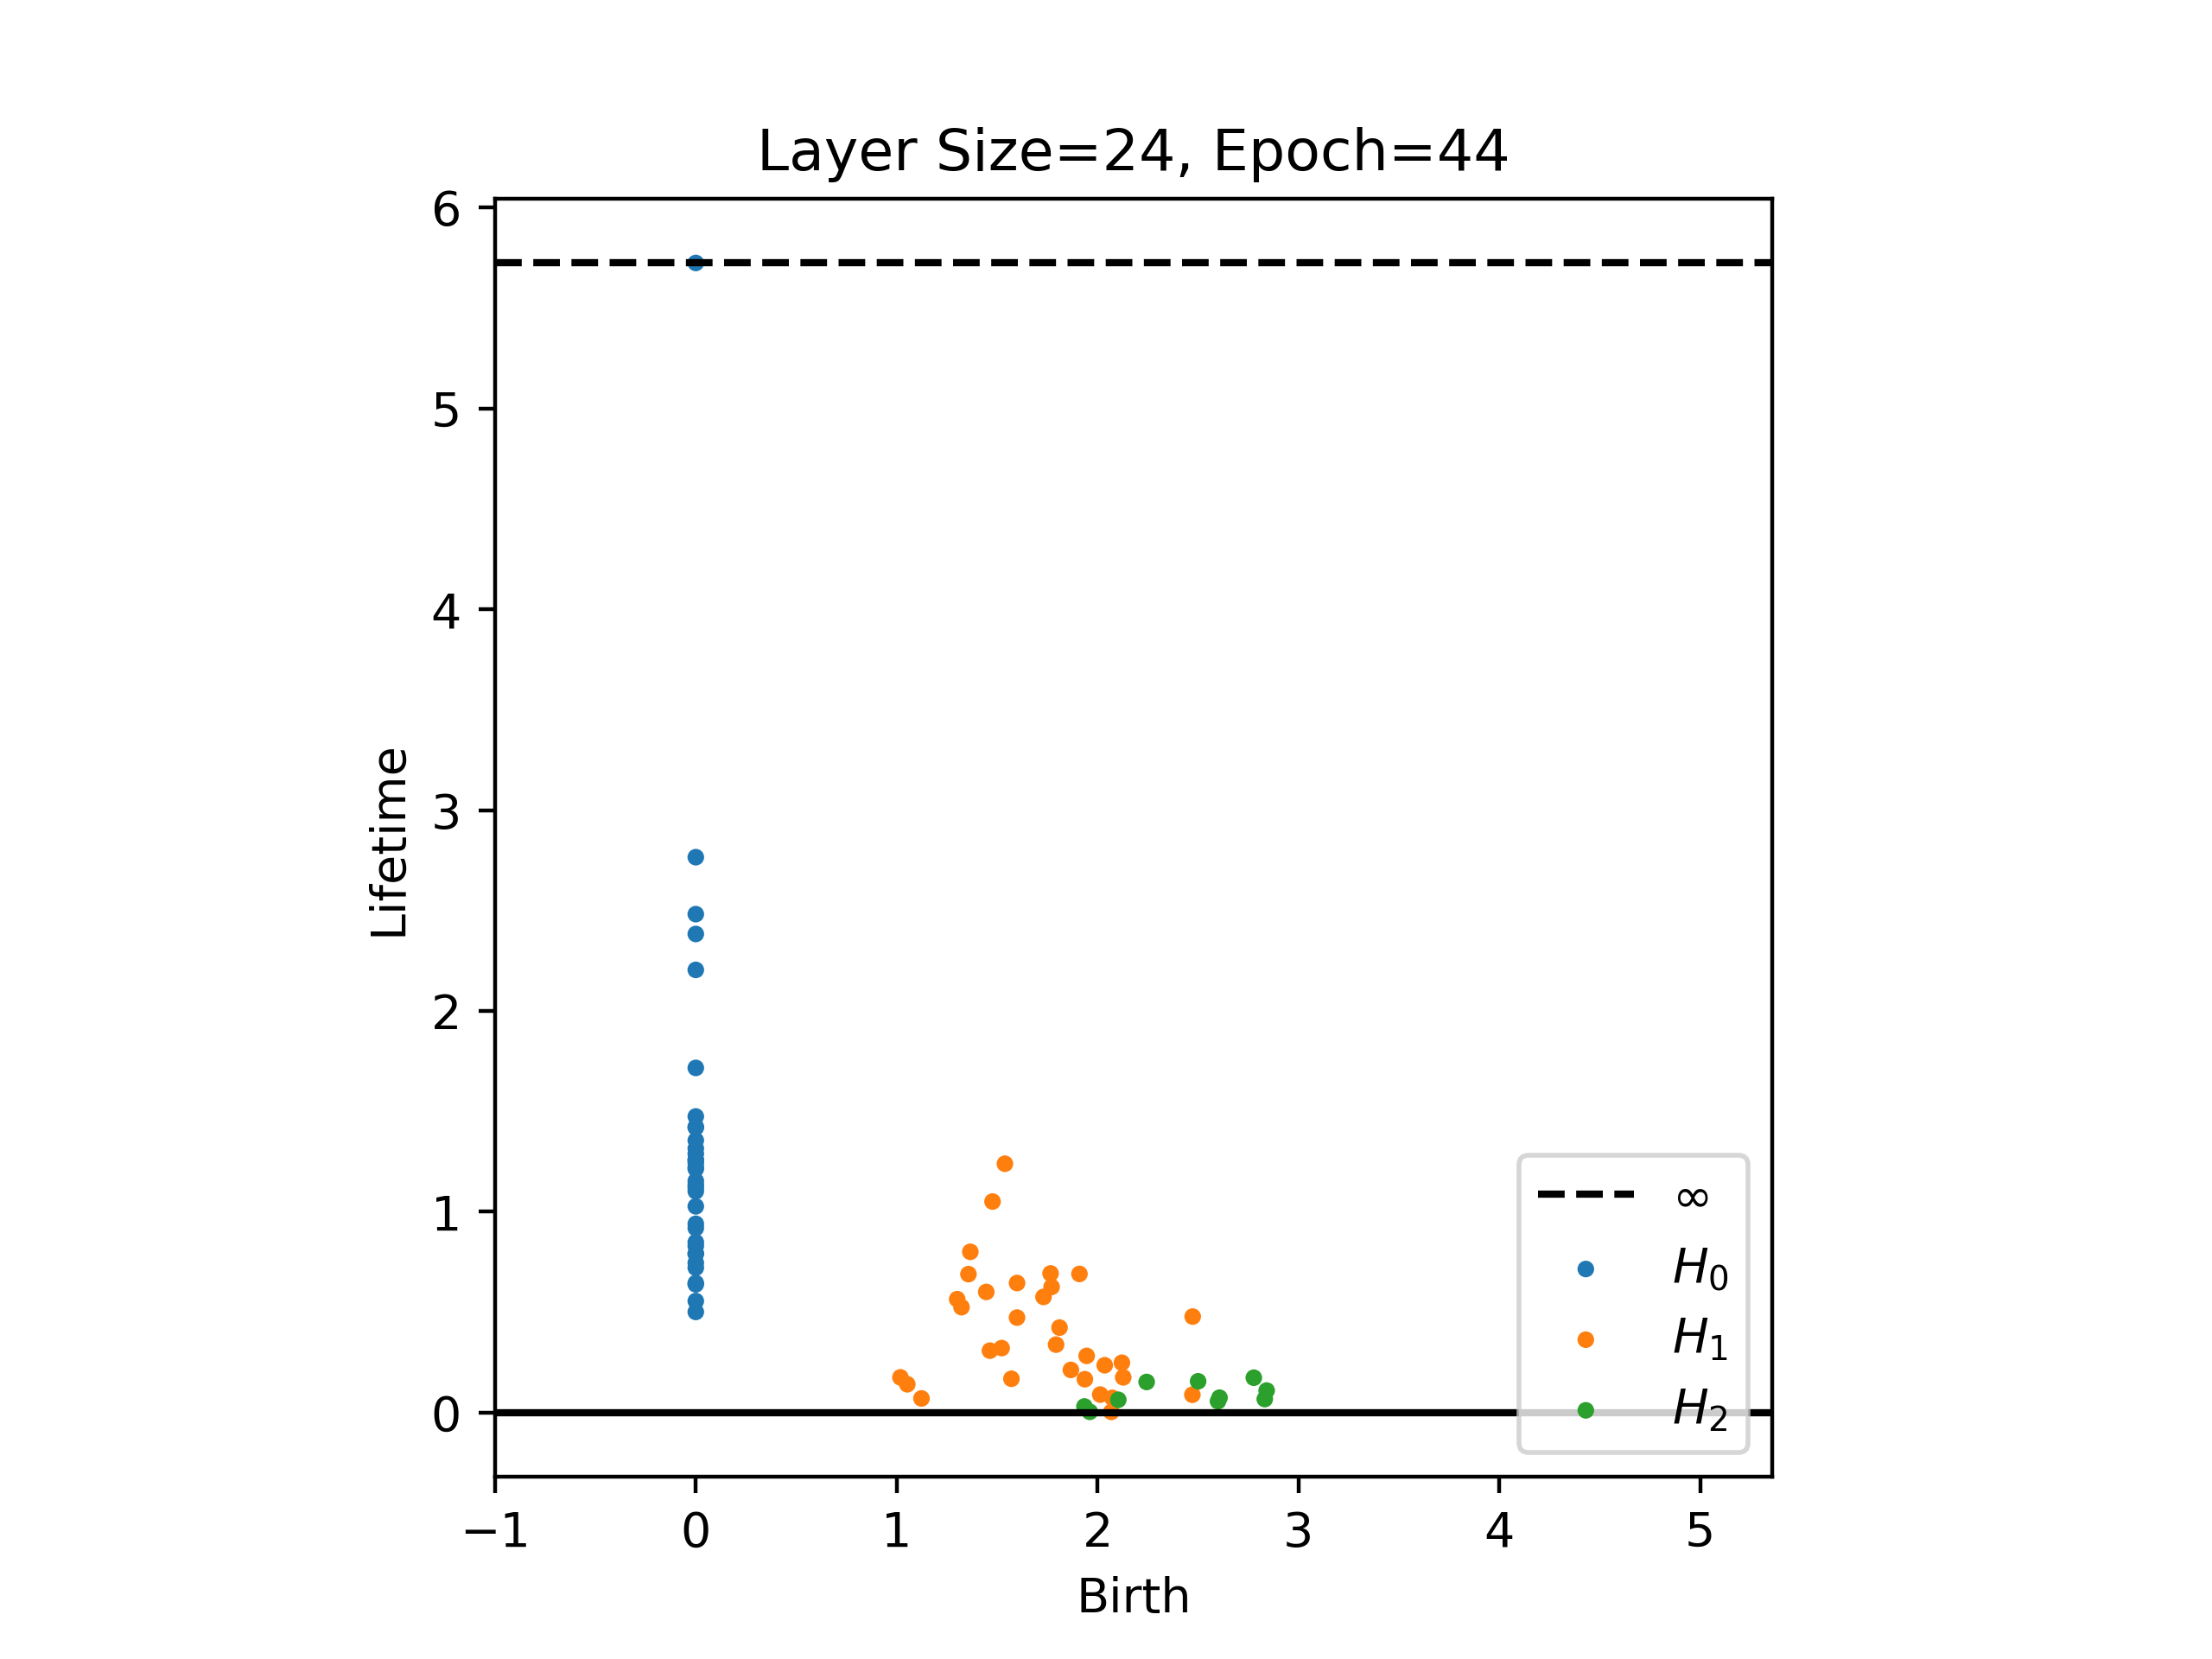 Layer Size=24, Epoch=44
6
5
4
3
2
1
0
Lifetime
∞
H₀
H₁
H₂
−1 0 1 2 3 4 5
Birth